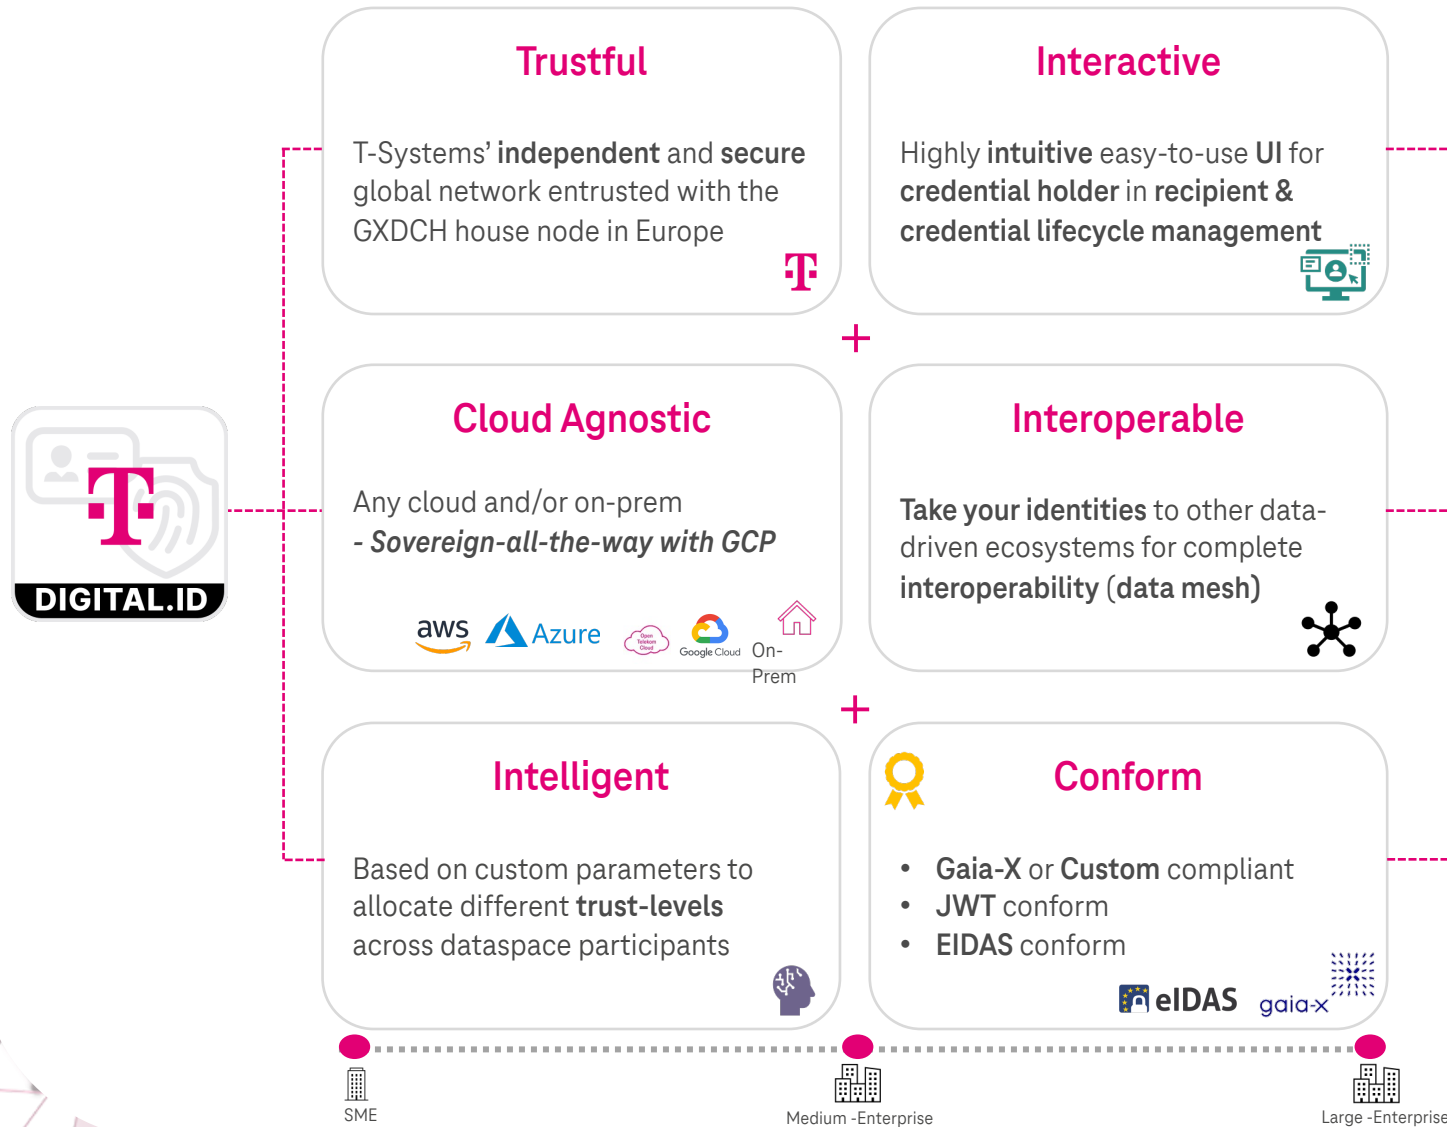 Trustful
T-Systems' independent and secure
global network entrusted with the
GXDCH house node in Europe
Interactive
Highly intuitive easy-to-use UI for
credential holder in recipient &
credential lifecycle management
+
DIGITAL.ID
Cloud Agnostic
Any cloud and/or on-prem
- Sovereign-all-the-way with GCP
aws
Azure
Open
Telekom
Cloud
Google Cloud
On-
Prem
Interoperable
Take your identities to other data-
driven ecosystems for complete
interoperability (data mesh)
+
Intelligent
Based on custom parameters to
allocate different trust-levels
across dataspace participants
Conform
• Gaia-X or Custom compliant
• JWT conform
• EIDAS conform
eIDAS
gaia-x
SME
Medium -Enterprise
Large -Enterprise